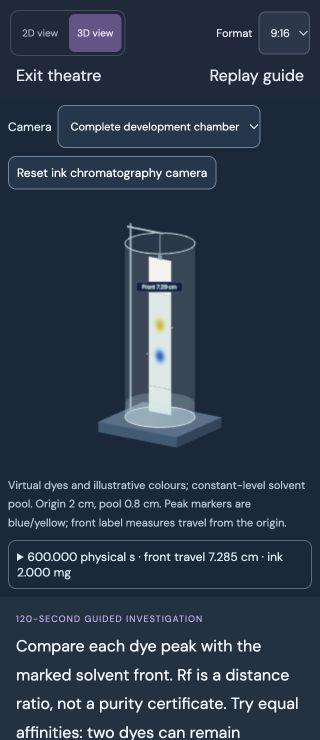 2D view
3D view
Format
9:16
Exit theatre
Replay guide
Camera
Complete development chamber
Reset ink chromatography camera
Front 7.29 cm
Virtual dyes and illustrative colours; constant-level solvent
pool. Origin 2 cm, pool 0.8 cm. Peak markers are
blue/yellow; front label measures travel from the origin.
▶ 600.000 physical s · front travel 7.285 cm · ink
2.000 mg
120-SECOND GUIDED INVESTIGATION
Compare each dye peak with the
marked solvent front. Rf is a distance
ratio, not a purity certificate. Try equal
affinities: two dyes can remain